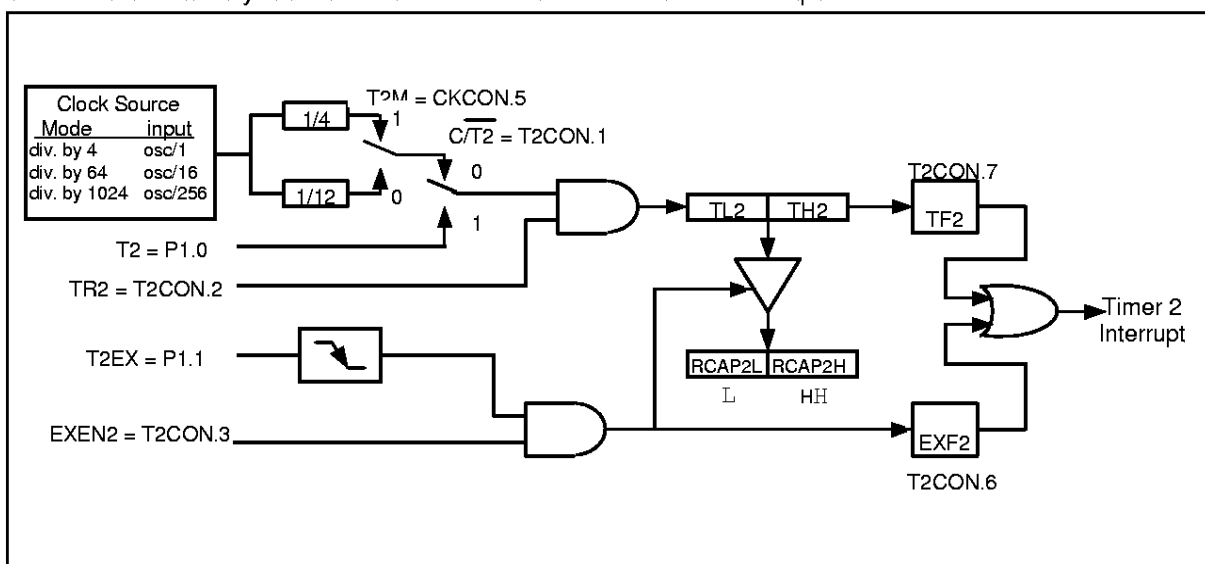 T2M = CKCON.5
Clock Source
Mode input
div. by 4 osc/1
div. by 64 osc/16
div. by 1024 osc/256
1/4
1
C/T2 = T2CON.1
0
1/12
0
1
T2 = P1.0
TR2 = T2CON.2
TL2 TH2
T2CON.7
TF2
Timer 2
Interrupt
T2EX = P1.1
RCAP2L RCAP2H
L HH
EXEN2 = T2CON.3
EXF2
T2CON.6